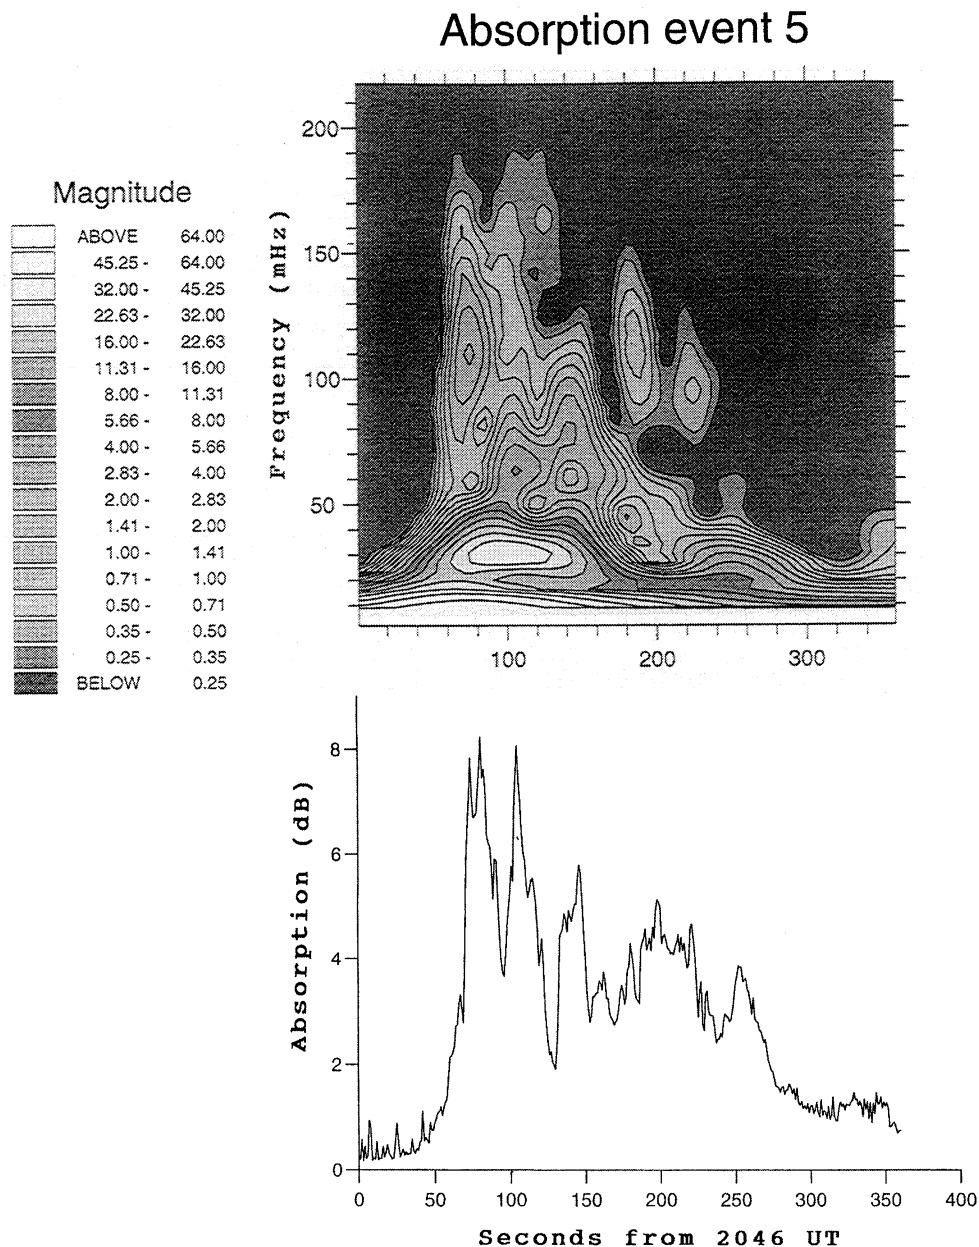 Absorption event 5
Magnitude
ABOVE 64.00
45.25 - 64.00
32.00 - 45.25
22.63 - 32.00
16.00 - 22.63
11.31 - 16.00
8.00 - 11.31
5.66 - 8.00
4.00 - 5.66
2.83 - 4.00
2.00 - 2.83
1.41 - 2.00
1.00 - 1.41
0.71 - 1.00
0.50 - 0.71
0.35 - 0.50
0.25 - 0.35
BELOW 0.25
Frequency (mHz)
200
150
100
50
100 200 300
Absorption (dB)
8
6
4
2
0
0 50 100 150 200 250 300 350 400
Seconds from 2046 UT